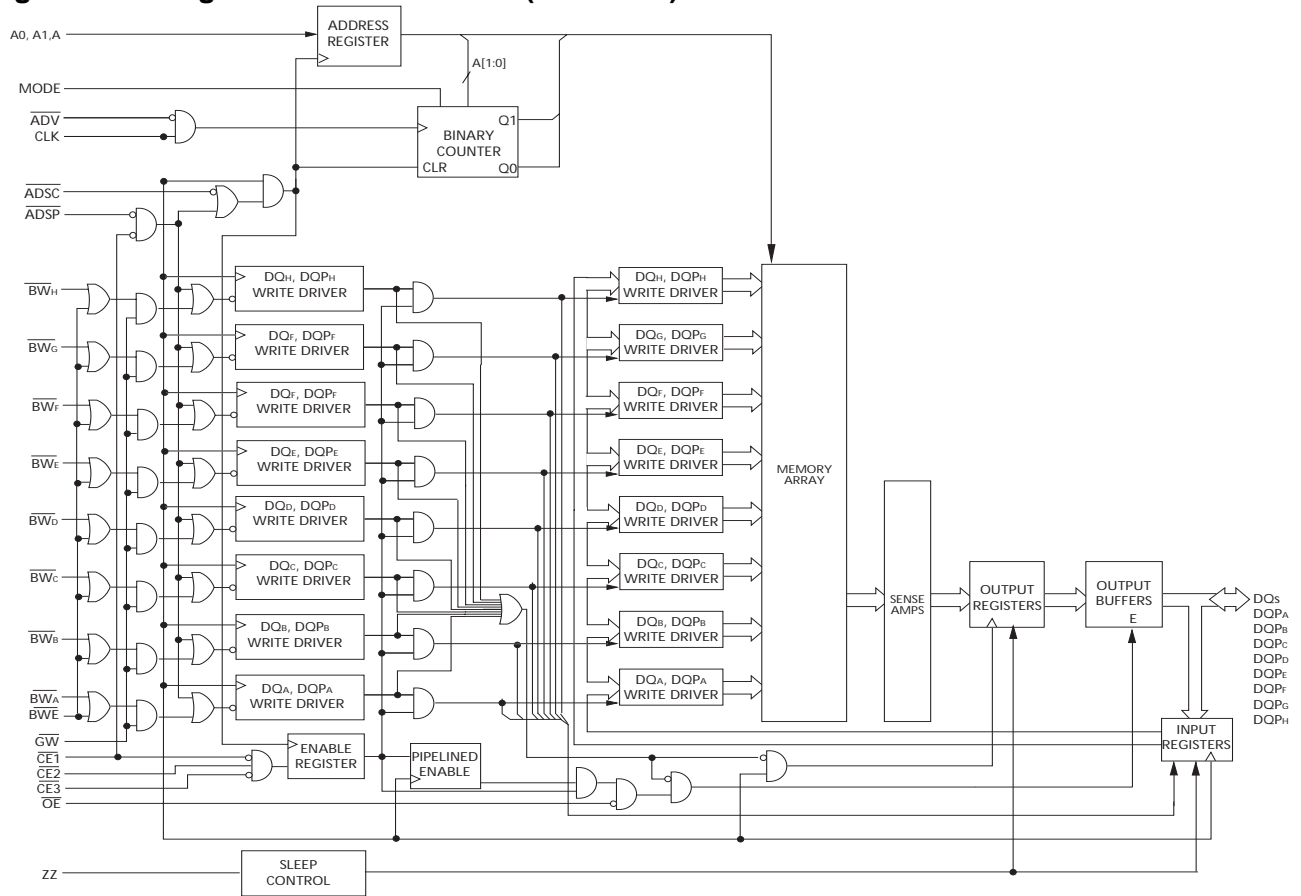 A0, A1,A
ADDRESS
REGISTER
A[1:0]
MODE
ADV
CLK
BINARY
COUNTER
Q1
CLR
Q0
ADSC
ADSP
BWH
DQH, DQPH
WRITE DRIVER
DQH, DQPH
WRITE DRIVER
BWG
DQF, DQPF
WRITE DRIVER
DQG, DQPG
WRITE DRIVER
BWF
DQF, DQPF
WRITE DRIVER
DQF, DQPF
WRITE DRIVER
BWE
DQE, DQPE
WRITE DRIVER
DQE, DQPE
WRITE DRIVER
MEMORY
ARRAY
BWD
DQD, DQPD
WRITE DRIVER
DQD, DQPD
WRITE DRIVER
BWC
DQC, DQPC
WRITE DRIVER
DQC, DQPC
WRITE DRIVER
SENSE
AMPS
OUTPUT
REGISTERS
OUTPUT
BUFFERS
E
DQS
DQPA
DQPB
DQPC
DQPD
DQPE
DQPF
DQPG
DQPH
BWB
DQB, DQPB
WRITE DRIVER
DQB, DQPB
WRITE DRIVER
BWA
BWE
DQA, DQPA
WRITE DRIVER
DQA, DQPA
WRITE DRIVER
INPUT
REGISTERS
GW
CE1
CE2
CE3
OE
ENABLE
REGISTER
PIPELINED
ENABLE
ZZ
SLEEP
CONTROL